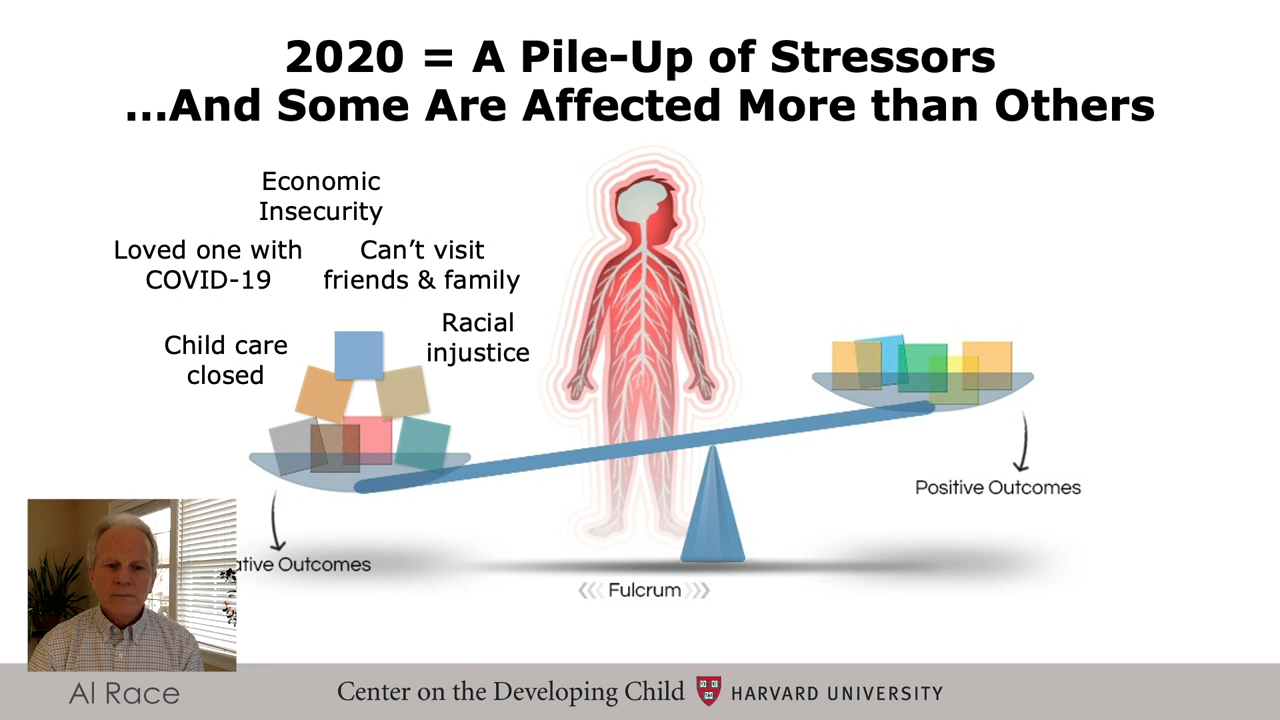 2020 = A Pile-Up of Stressors
...And Some Are Affected More than Others
Economic
Insecurity
Loved one with
COVID-19
Can't visit
friends & family
Racial
injustice
Child care
closed
Positive Outcomes
ative Outcomes
Fulcrum
Al Race
Center on the Developing Child
HARVARD UNIVERSITY